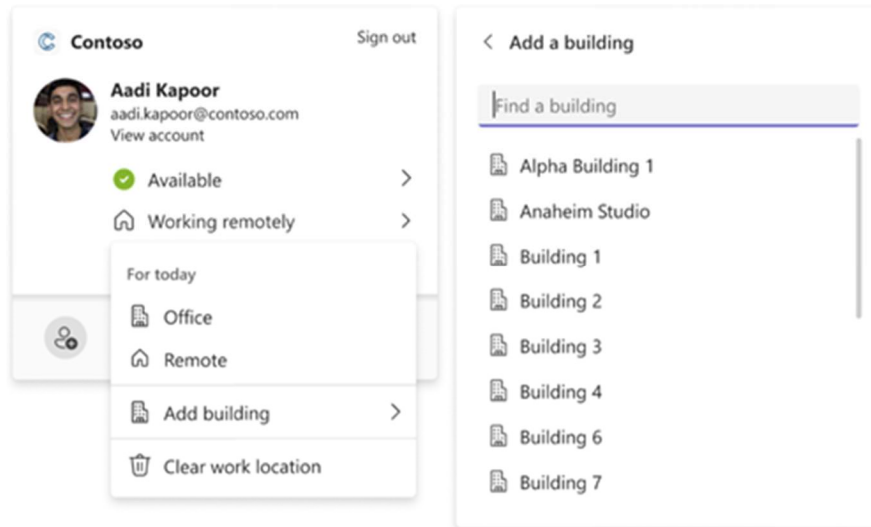 Contoso
Sign out
Aadi Kapoor
aadi.kapoor@contoso.com
View account
Available
Working remotely
For today
Office
Remote
Add building
Clear work location
Add a building
Find a building
Alpha Building 1
Anaheim Studio
Building 1
Building 2
Building 3
Building 4
Building 6
Building 7